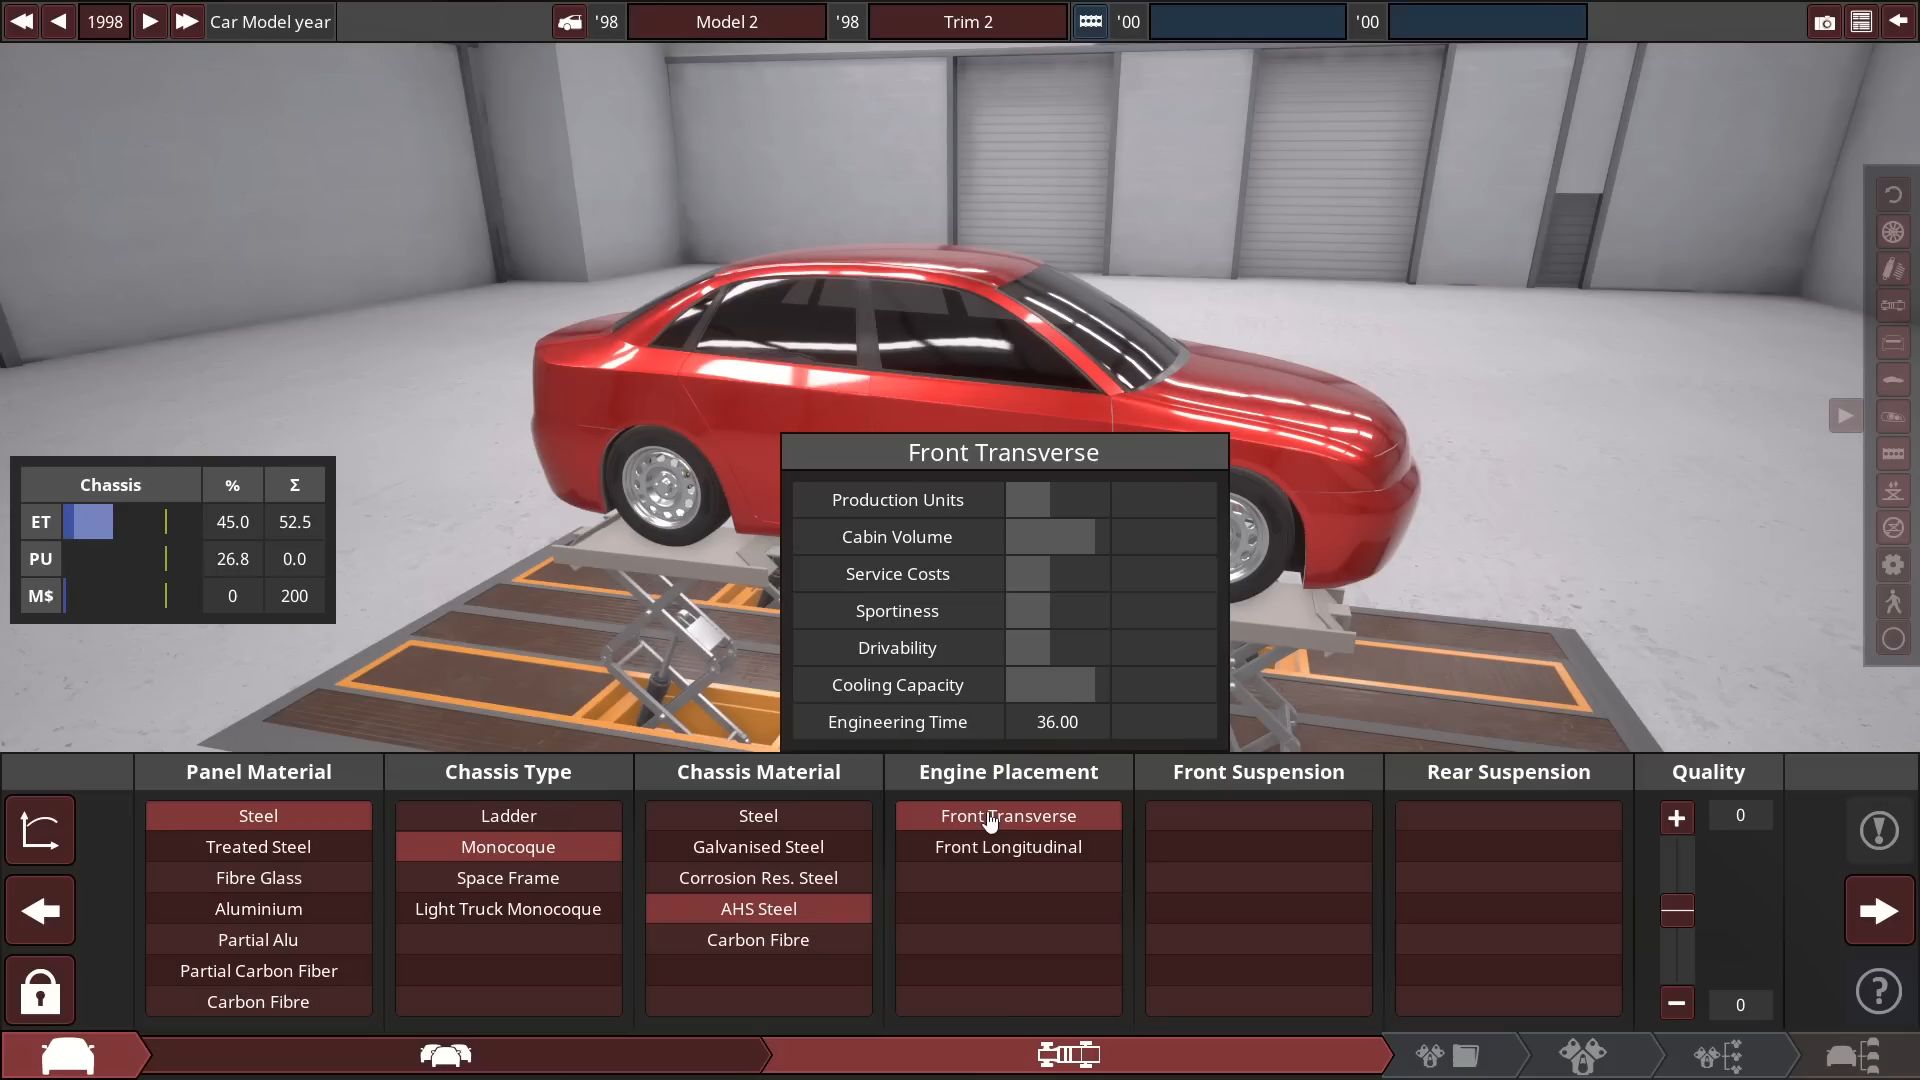 1998 Car Model year '98 Model 2 '98 Trim 2 '00 '00
Chassis % Σ
ET 45.0 52.5
PU 26.8 0.0
M$ 0 200
Front Transverse
Production Units
Cabin Volume
Service Costs
Sportiness
Drivability
Cooling Capacity
Engineering Time 36.00
Panel Material
Steel
Treated Steel
Fibre Glass
Aluminium
Partial Alu
Partial Carbon Fiber
Carbon Fibre
Chassis Type
Ladder
Monocoque
Space Frame
Light Truck Monocoque
Chassis Material
Steel
Galvanised Steel
Corrosion Res. Steel
AHS Steel
Carbon Fibre
Engine Placement
Front Transverse
Front Longitudinal
Front Suspension
Rear Suspension
Quality
+ 0
− 0